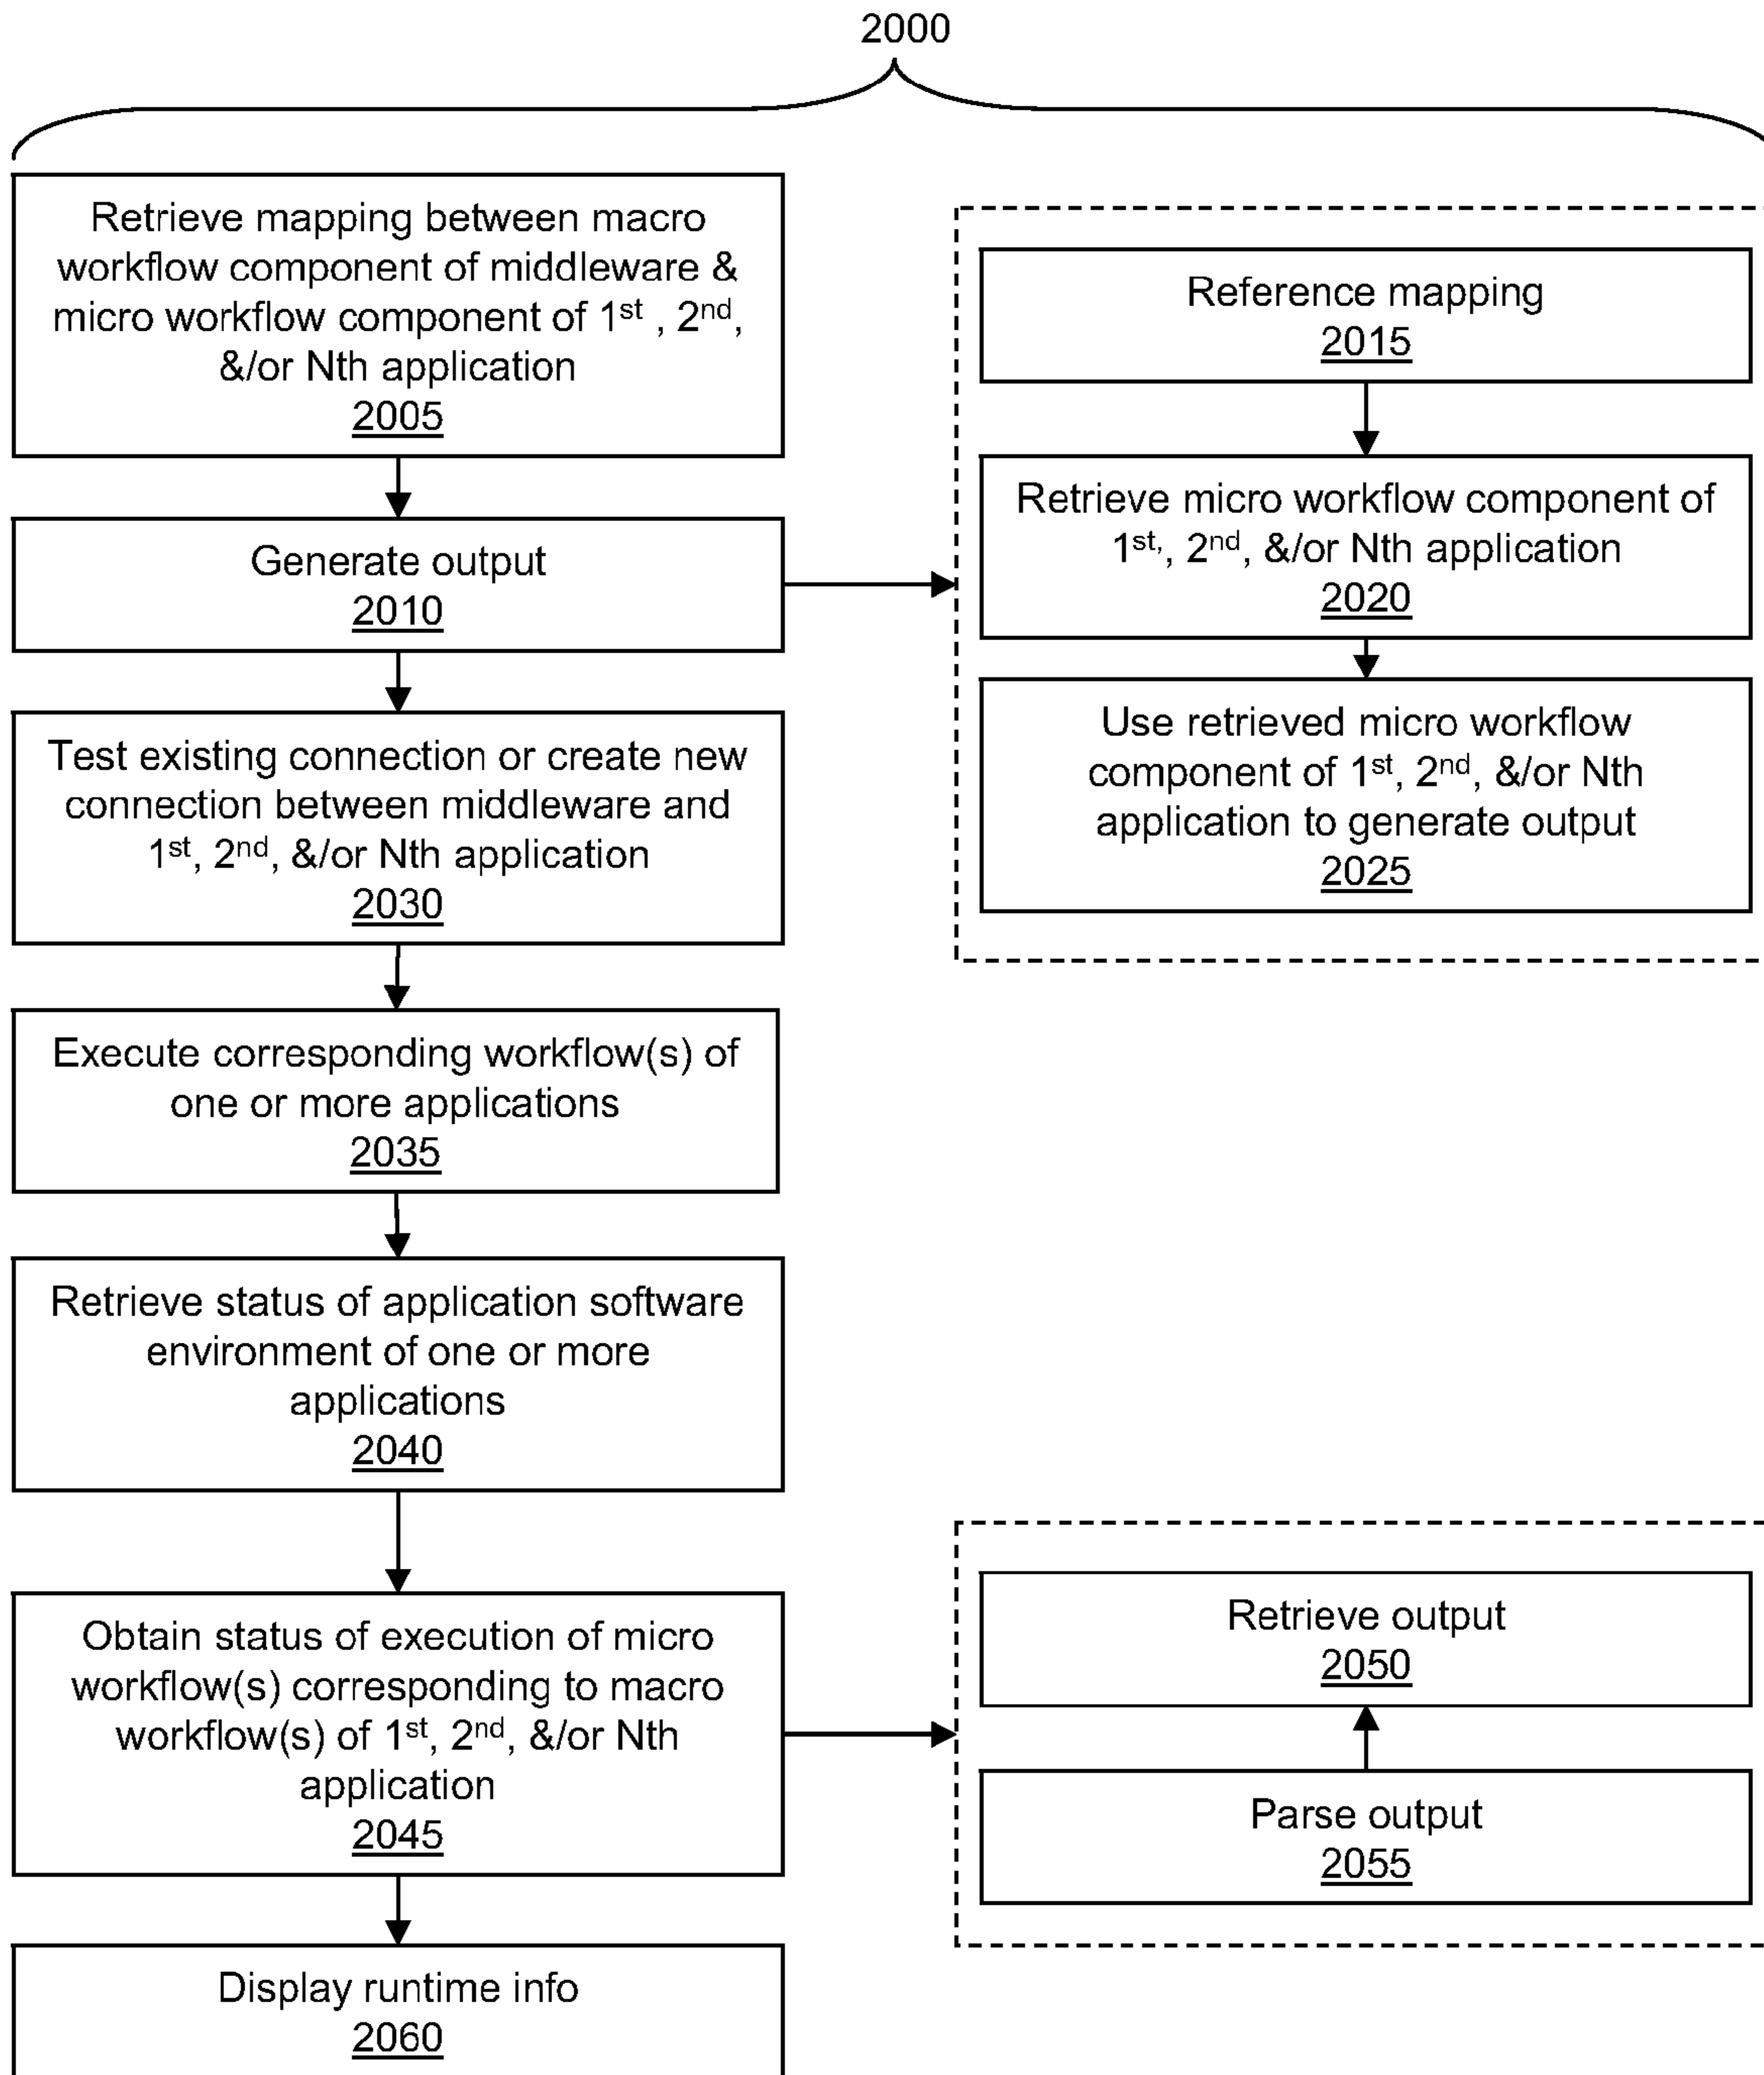 2000
Retrieve mapping between macro
workflow component of middleware &
micro workflow component of 1st , 2nd,
&/or Nth application
2005
Generate output
2010
Reference mapping
2015
Retrieve micro workflow component of
1st,, 2nd, &/or Nth application
2020
Use retrieved micro workflow
component of 1st, 2nd, &/or Nth
application to generate output
2025
Test existing connection or create new
connection between middleware and
1st, 2nd, &/or Nth application
2030
Execute corresponding workflow(s) of
one or more applications
2035
Retrieve status of application software
environment of one or more
applications
2040
Obtain status of execution of micro
workflow(s) corresponding to macro
workflow(s) of 1st, 2nd, &/or Nth
application
2045
Retrieve output
2050
Parse output
2055
Display runtime info
2060